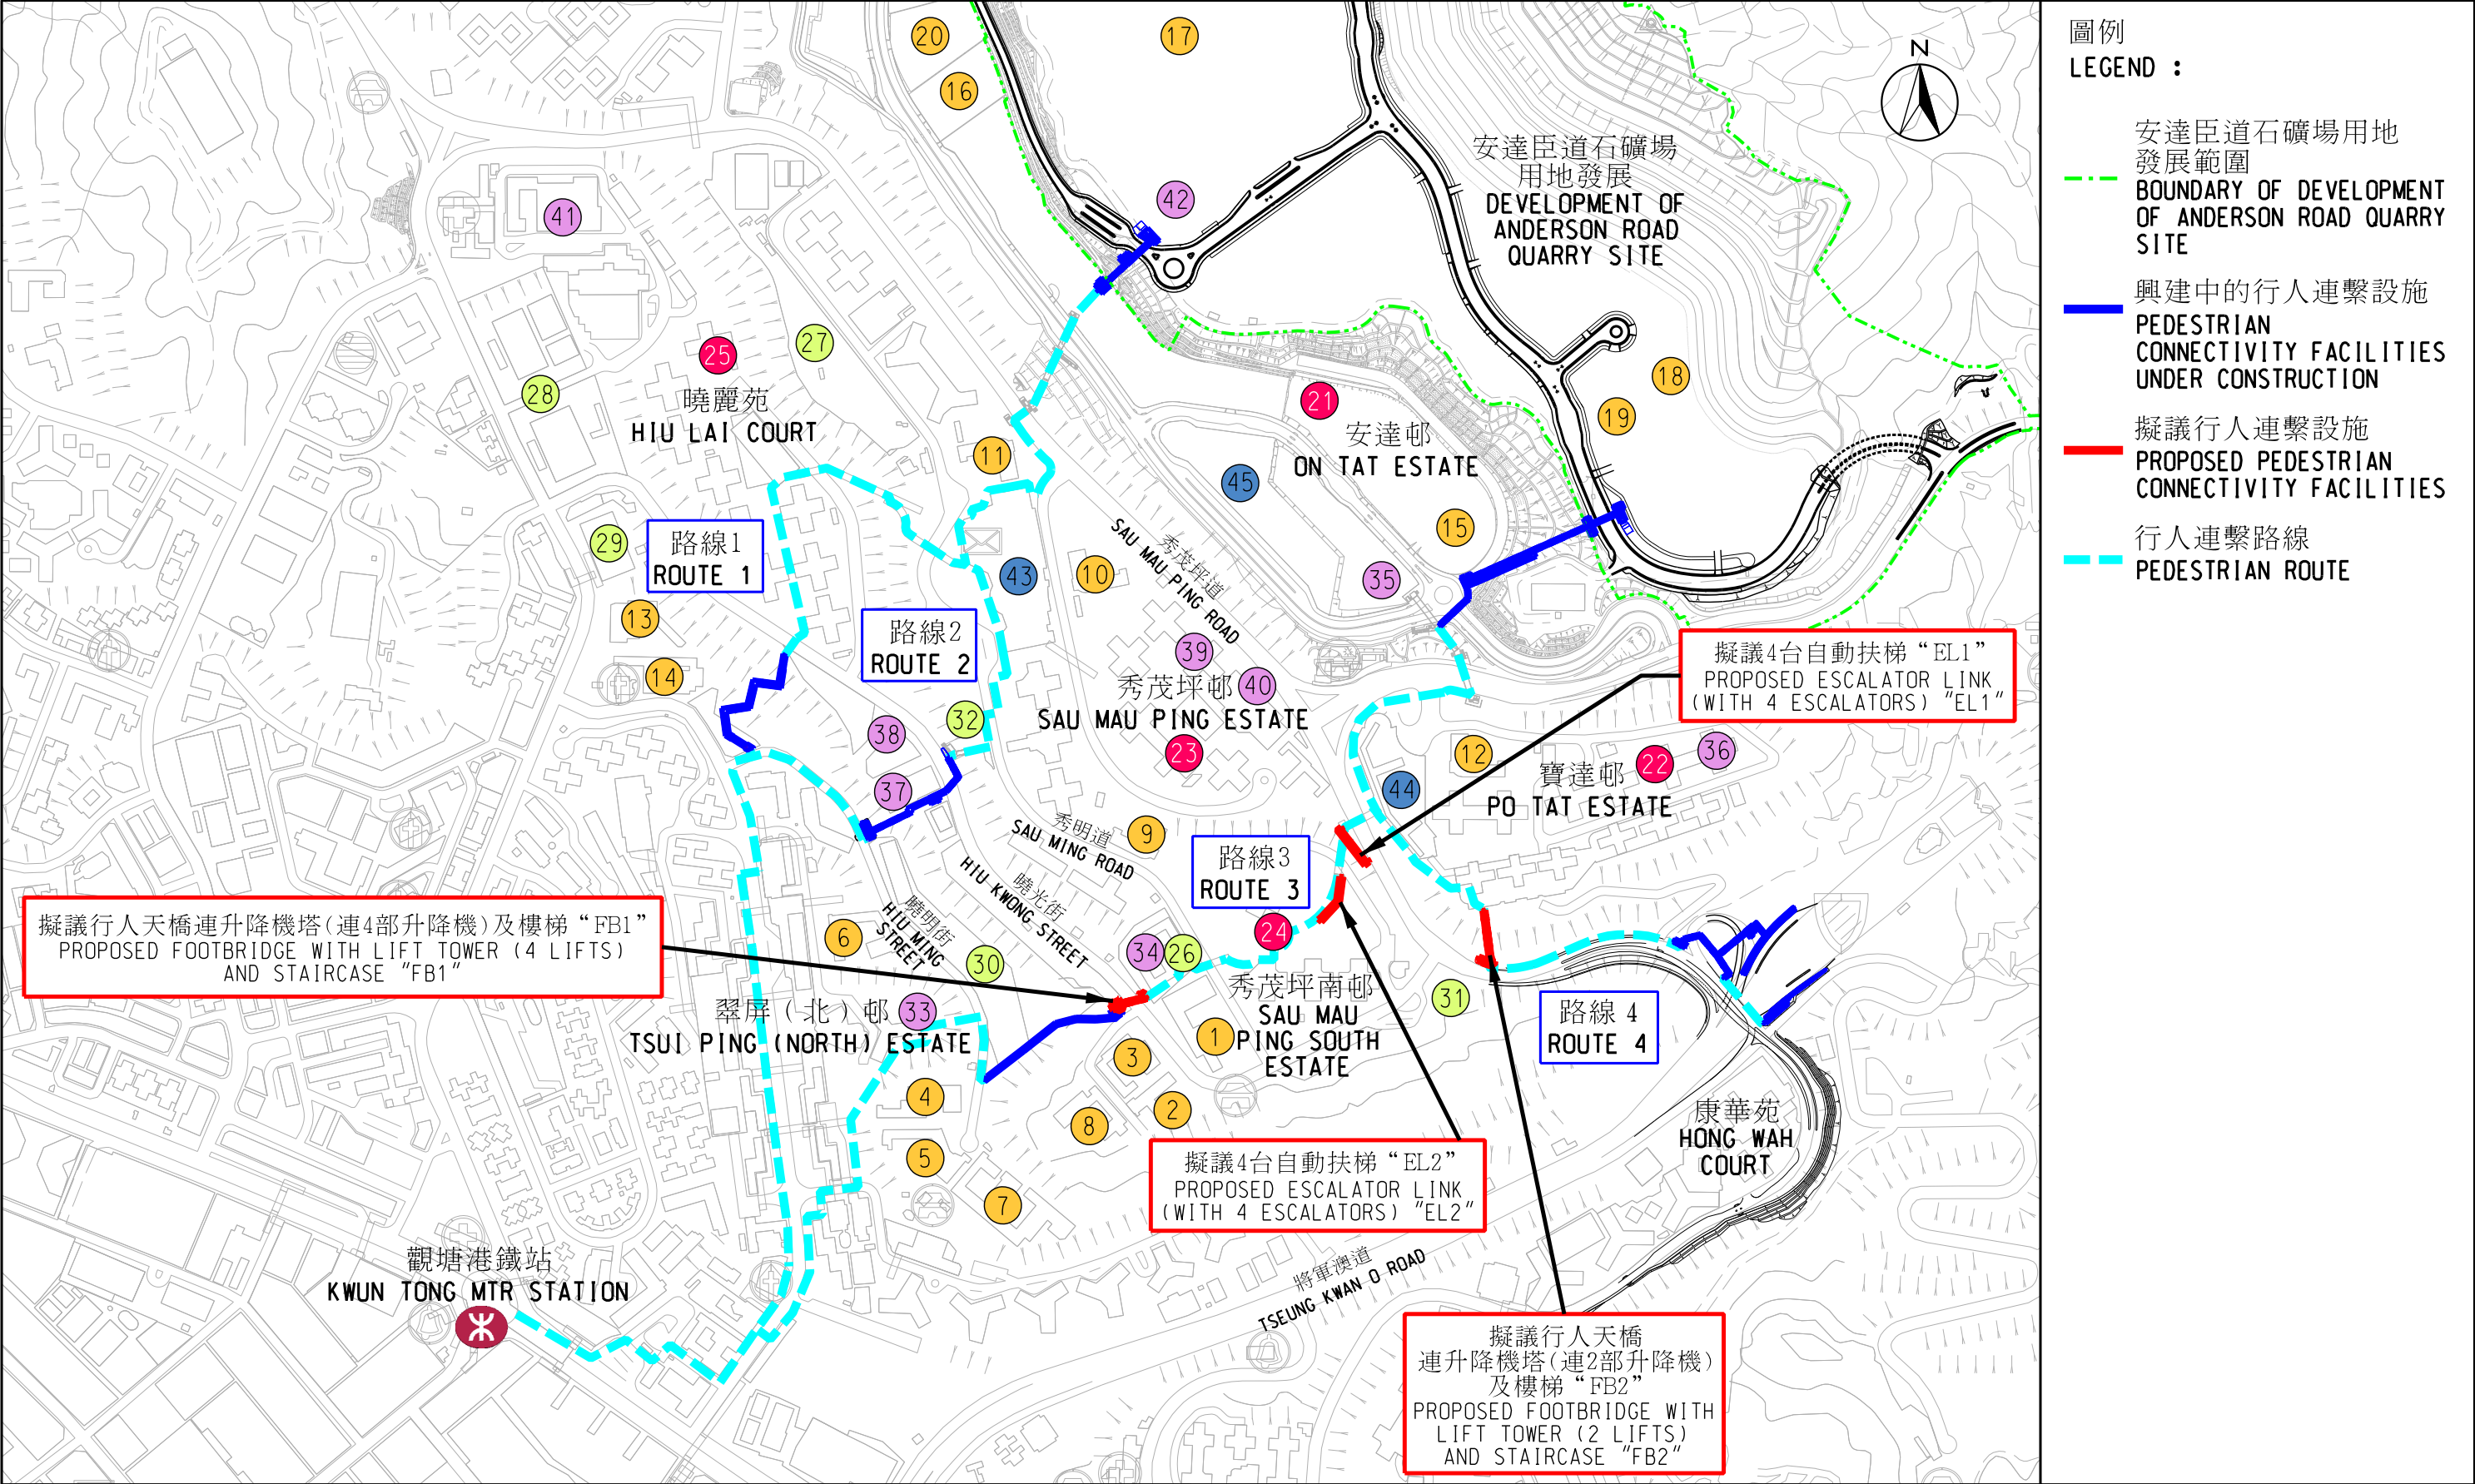 20
17
16
N
42
41
安達臣道石礦場
用地發展
DEVELOPMENT OF
ANDERSON ROAD
QUARRY SITE
27
25
28
曉麗苑
HIU LAI COURT
21
安達邨
ON TAT ESTATE
18
19
11
45
15
29
路線1
ROUTE 1
43
10
秀茂坪道
SAU MAU PING ROAD
35
13
14
路線2
ROUTE 2
39
秀茂坪邨
40
SAU MAU PING ESTATE
23
擬議4台自動扶梯“EL1”
PROPOSED ESCALATOR LINK
(WITH 4 ESCALATORS) "EL1"
38
32
37
12
寶達邨
22
36
PO TAT ESTATE
44
秀明道
SAU MING ROAD
9
曉光街
HIU KWONG STREET
路線3
ROUTE 3
擬議行人天橋連升降機塔(連4部升降機)及樓梯“FB1”
PROPOSED FOOTBRIDGE WITH LIFT TOWER (4 LIFTS)
AND STAIRCASE "FB1"
6
曉明街
HIU MING
STREET
30
34
26
24
翠屏（北）邨
33
TSUI PING (NORTH) ESTATE
秀茂坪南邨
SAU MAU
PING SOUTH
ESTATE
31
路線 4
ROUTE 4
1
3
4
2
8
5
7
康華苑
HONG WAH
COURT
擬議4台自動扶梯“EL2”
PROPOSED ESCALATOR LINK
(WITH 4 ESCALATORS) "EL2"
觀塘港鐵站
KWUN TONG MTR STATION
將軍澳道
TSEUNG KWAN O ROAD
擬議行人天橋
連升降機塔(連2部升降機)
及樓梯“FB2”
PROPOSED FOOTBRIDGE WITH
LIFT TOWER (2 LIFTS)
AND STAIRCASE "FB2"
圖例
LEGEND :
安達臣道石礦場用地
發展範圍
BOUNDARY OF DEVELOPMENT
OF ANDERSON ROAD QUARRY
SITE
興建中的行人連繫設施
PEDESTRIAN
CONNECTIVITY FACILITIES
UNDER CONSTRUCTION
擬議行人連繫設施
PROPOSED PEDESTRIAN
CONNECTIVITY FACILITIES
行人連繫路線
PEDESTRIAN ROUTE